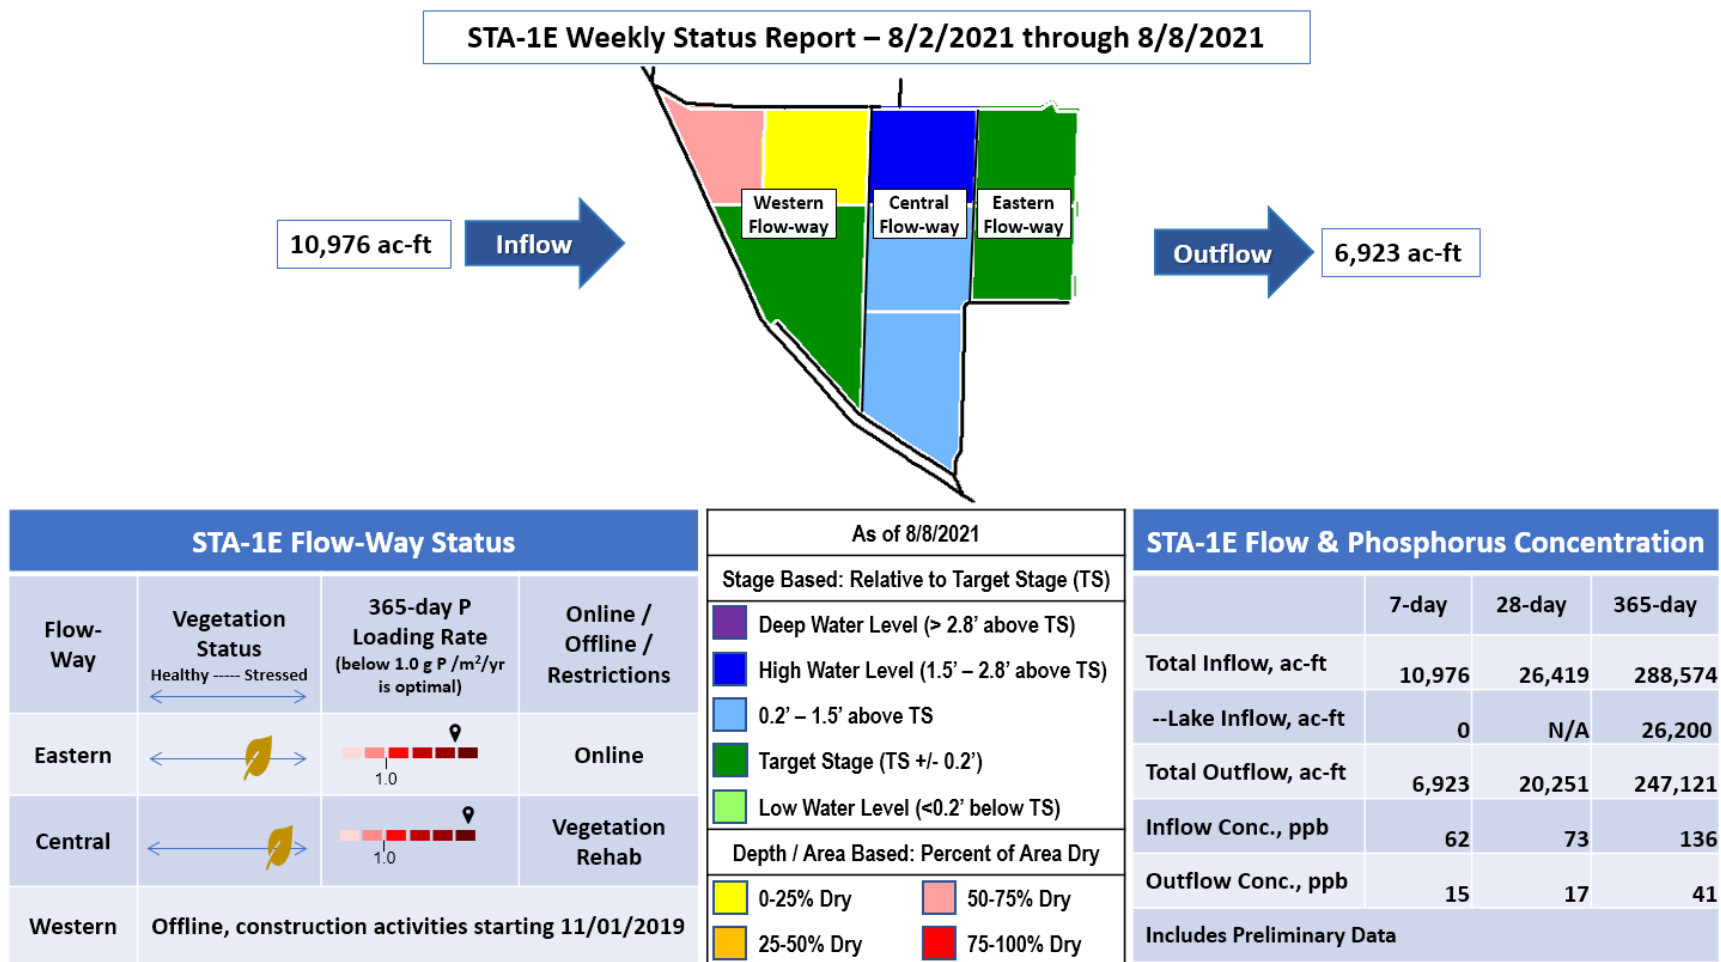 STA-1E Weekly Status Report – 8/2/2021 through 8/8/2021
10,976 ac-ft
Inflow
Western
Flow-way
Central
Flow-way
Eastern
Flow-way
Outflow
6,923 ac-ft
STA-1E Flow-Way Status
Flow-
Way
Vegetation
Status
Healthy ----- Stressed
365-day P
Loading Rate
(below 1.0 g P /m²/yr
is optimal)
Online /
Offline /
Restrictions
Eastern
1.0
Online
Central
1.0
Vegetation
Rehab
Western
Offline, construction activities starting 11/01/2019
As of 8/8/2021
Stage Based: Relative to Target Stage (TS)
Deep Water Level (> 2.8’ above TS)
High Water Level (1.5’ – 2.8’ above TS)
0.2’ – 1.5’ above TS
Target Stage (TS +/- 0.2’)
Low Water Level (<0.2’ below TS)
Depth / Area Based: Percent of Area Dry
0-25% Dry
50-75% Dry
25-50% Dry
75-100% Dry
STA-1E Flow & Phosphorus Concentration
7-day 28-day 365-day
Total Inflow, ac-ft 10,976 26,419 288,574
--Lake Inflow, ac-ft 0 N/A 26,200
Total Outflow, ac-ft 6,923 20,251 247,121
Inflow Conc., ppb 62 73 136
Outflow Conc., ppb 15 17 41
Includes Preliminary Data